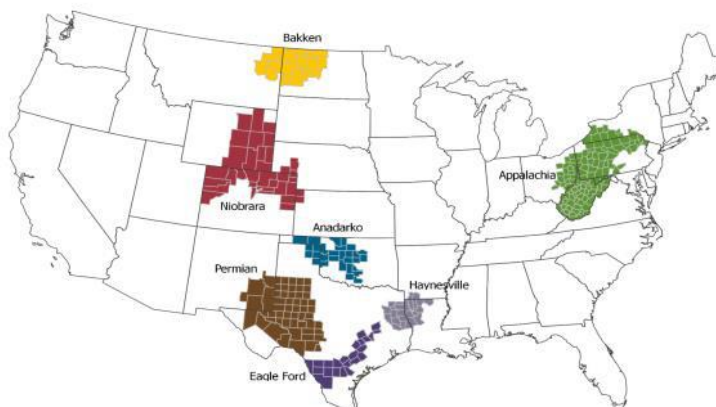 Bakken
Appalachia
Niobrara
Anadarko
Permian
Haynesville
Eagle Ford